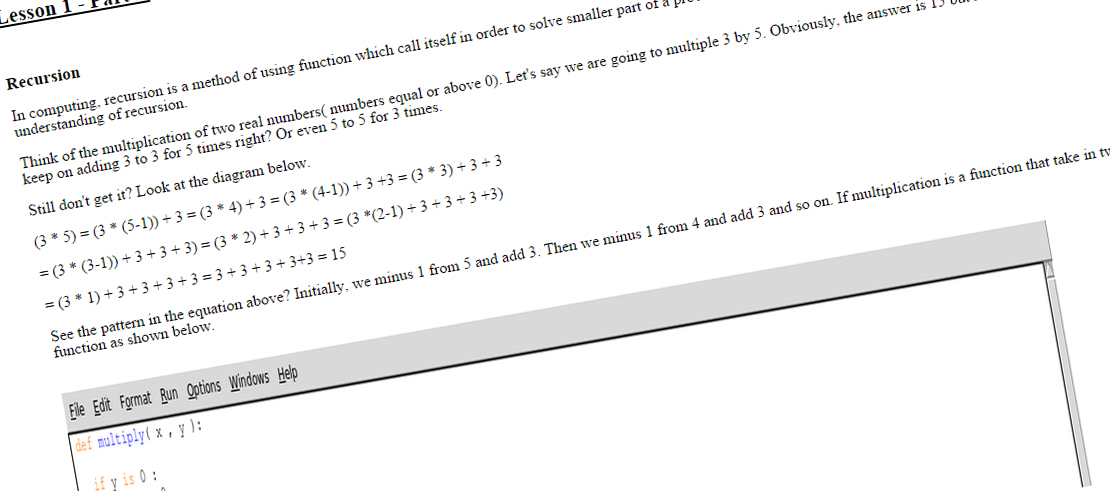 Lesson 1 -
Recursion
In computing, recursion is a method of using function which call itself in order to solve smaller part of a
understanding of recursion.
Think of the multiplication of two real numbers( numbers equal or above 0). Let's say we are going to multiple 3 by 5. Obviously, the answer is 15
keep on adding 3 to 3 for 5 times right? Or even 5 to 5 for 3 times.
Still don't get it? Look at the diagram below.
(3 * 5) = (3 * (5-1)) + 3 = (3 * 4) + 3 = (3 * (4-1)) + 3 +3 = (3 * 3) + 3 + 3
= (3 * (3-1)) + 3 + 3 + 3) = (3 * 2) + 3 + 3 + 3 = (3 *(2-1) + 3 + 3 + 3 +3)
= (3 * 1) + 3 + 3 + 3 + 3 = 3 + 3 + 3 + 3+3 = 15
See the pattern in the equation above? Initially, we minus 1 from 5 and add 3. Then we minus 1 from 4 and add 3 and so on. If multiplication is a function that take in
function as shown below.
File Edit Format Run Options Windows Help
def multiply( x , y ):
if y is 0 :